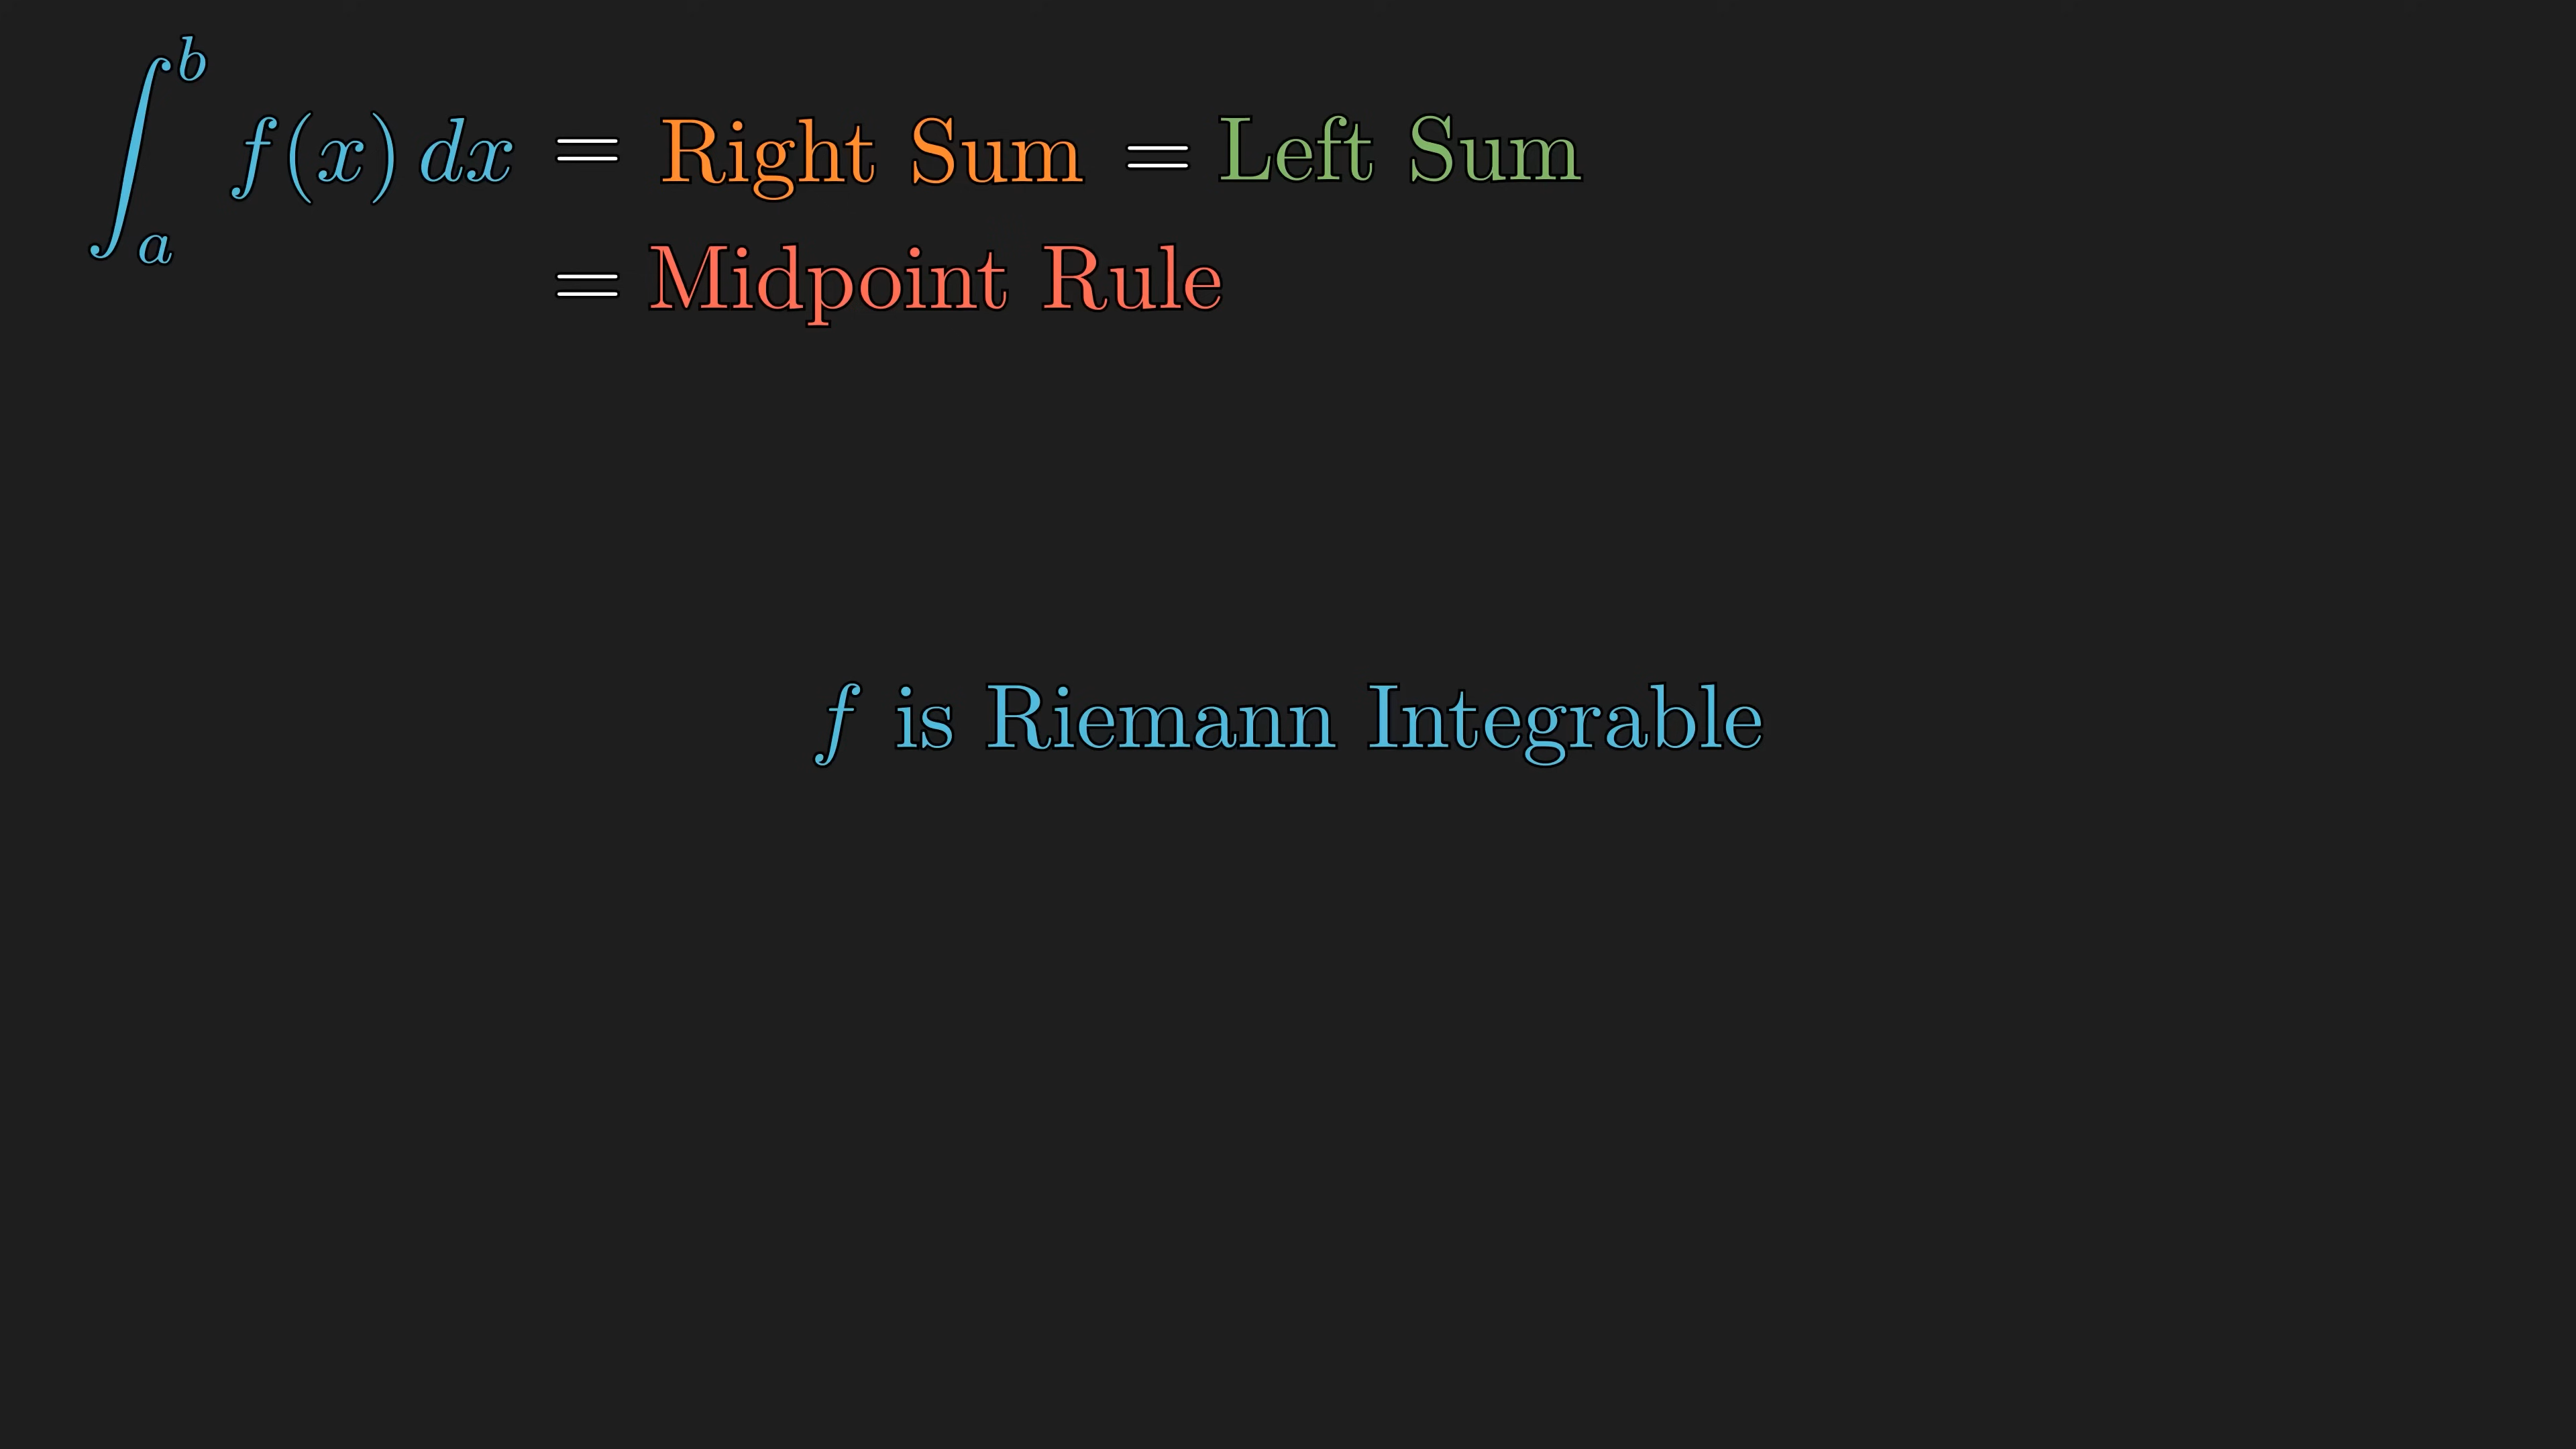 ∫_a^b f(x) dx = Right Sum = Left Sum
= Midpoint Rule
f is Riemann Integrable